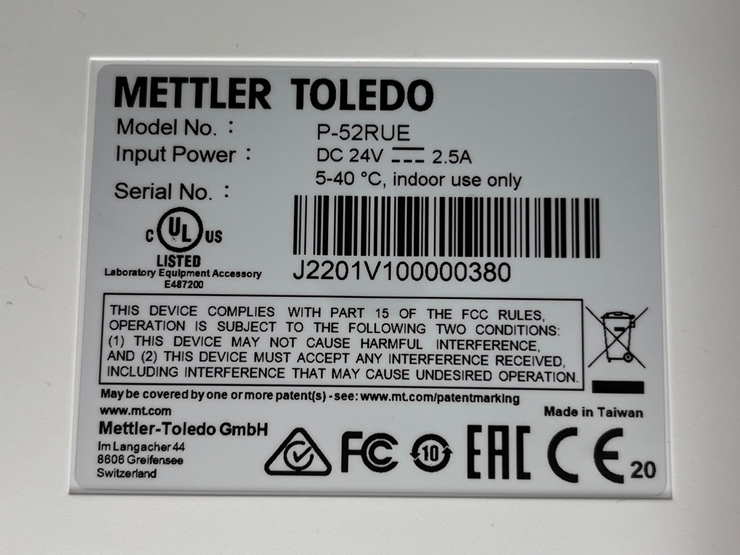 METTLER TOLEDO
Model No. : P-52RUE
Input Power : DC 24V 2.5A
5-40 °C, indoor use only
Serial No. :
J2201V100000380
C UL US
LISTED
Laboratory Equipment Accessory
E487200
THIS DEVICE COMPLIES WITH PART 15 OF THE FCC RULES,
OPERATION IS SUBJECT TO THE FOLLOWING TWO CONDITIONS:
(1) THIS DEVICE MAY NOT CAUSE HARMFUL INTERFERENCE,
AND (2) THIS DEVICE MUST ACCEPT ANY INTERFERENCE RECEIVED,
INCLUDING INTERFERENCE THAT MAY CAUSE UNDESIRED OPERATION.
May be covered by one or more patent(s) - see: www.mt.com/patentmarking
www.mt.com
Made in Taiwan
Mettler-Toledo GmbH
Im Langacher 44
8606 Greifensee
Switzerland
FC 10 EAC CE 20